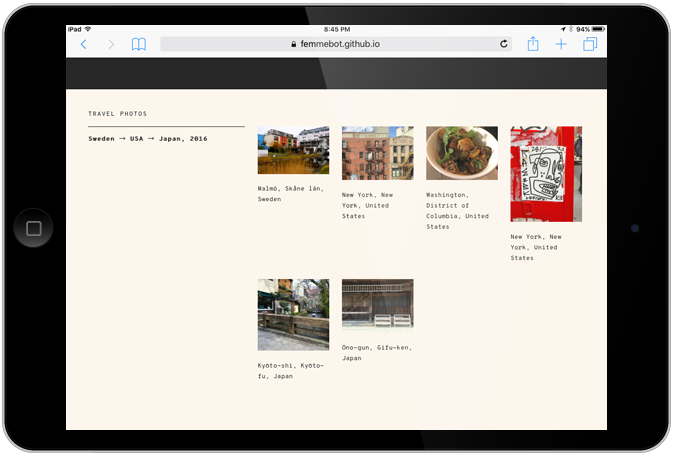 iPad 8:45 PM 94%
femmebot.github.io
TRAVEL PHOTOS
Sweden → USA → Japan, 2016
Malmö, Skåne län,
Sweden
New York, New
York, United
States
Washington,
District of
Columbia, United
States
New York, New
York, United
States
Kyōto-shi, Kyōto-
fu, Japan
Ōno-gun, Gifu-ken,
Japan